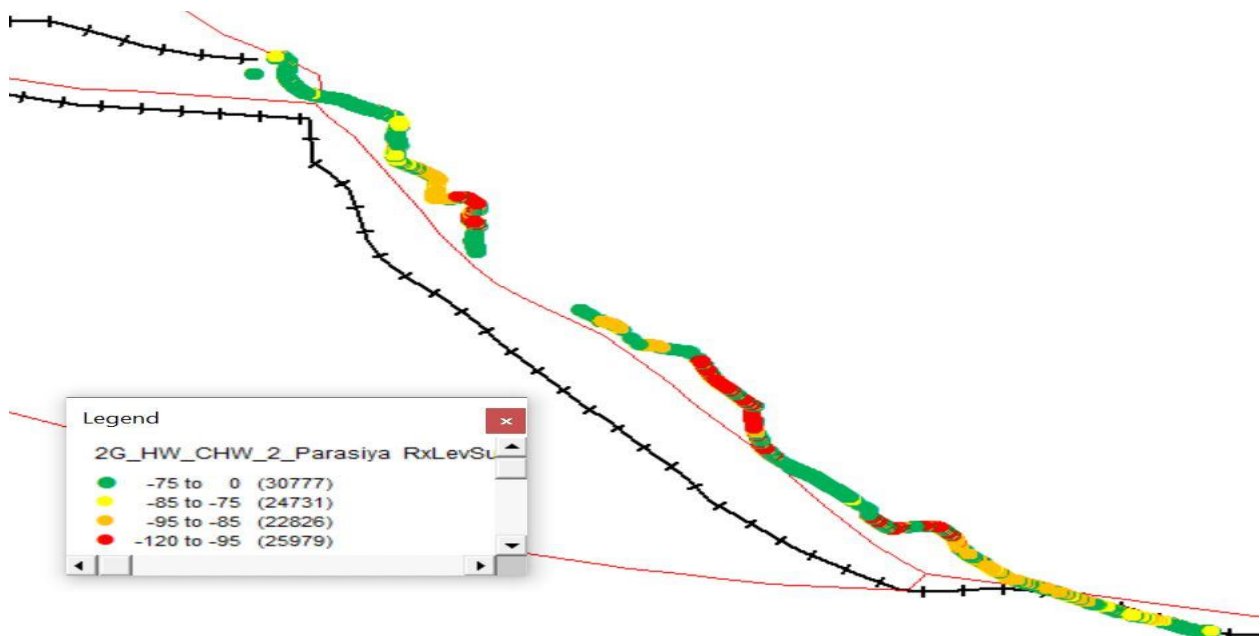 Legend
2G_HW_CHW_2_Parasiya RxLevSu
-75 to 0 (30777)
-85 to -75 (24731)
-95 to -85 (22826)
-120 to -95 (25979)